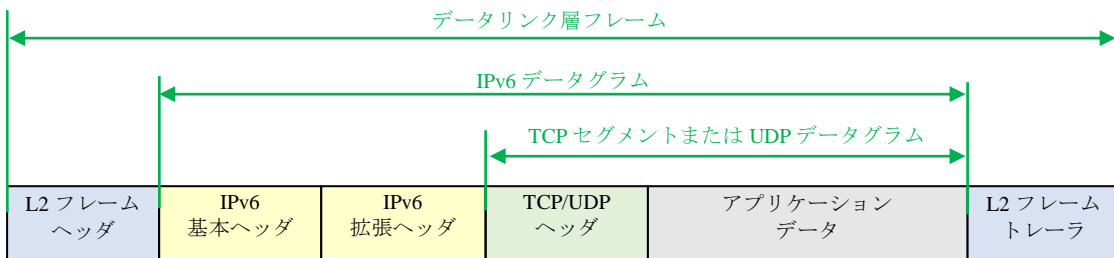 データリンク層フレーム
IPv6 データグラム
TCP セグメントまたは UDP データグラム
L2 フレーム
ヘッダ
IPv6
基本ヘッダ
IPv6
拡張ヘッダ
TCP/UDP
ヘッダ
アプリケーション
データ
L2 フレーム
トレーラ